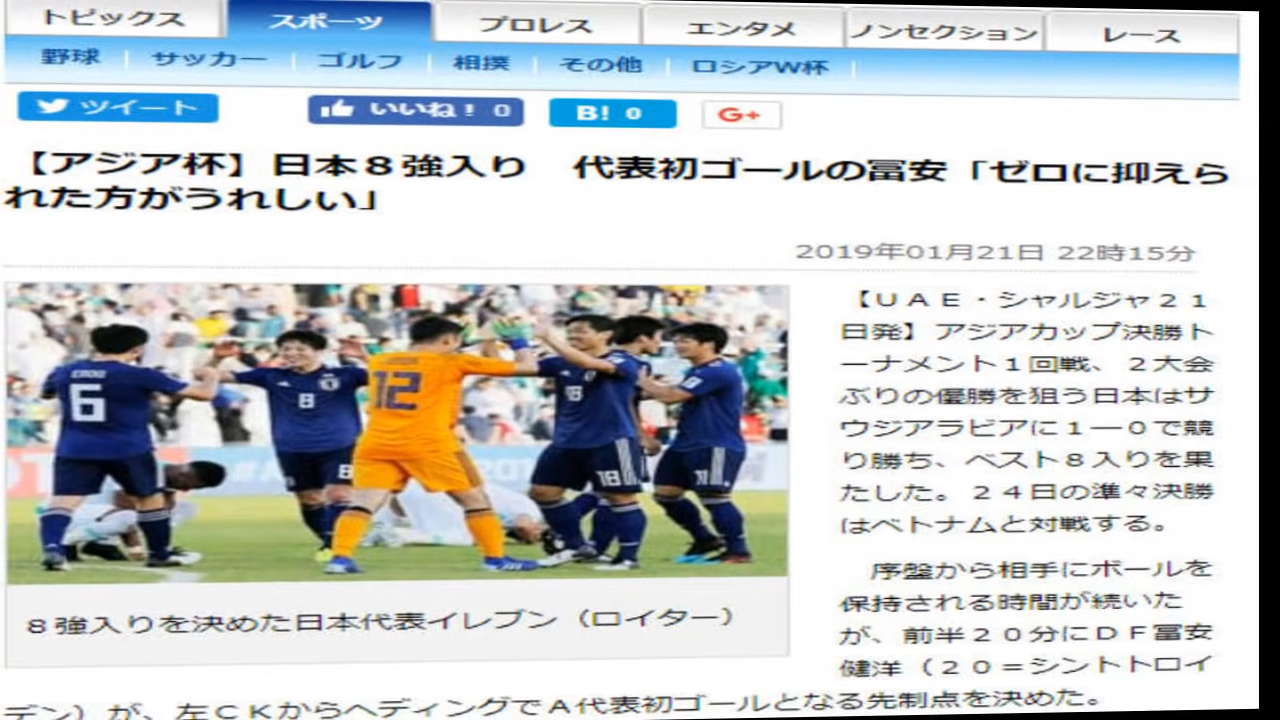 トピックス スポーツ プロレス エンタメ ノンセクション レース
野球 サッカー ゴルフ 相撲 その他 ロシアW杯
ツイート いいね! 0 B! 0 G+
【アジア杯】日本8強入り　代表初ゴールの冨安「ゼロに抑えら
れた方がうれしい」
2019年01月21日 22時15分
【UAE・シャルジャ21
日発】アジアカップ決勝ト
ーナメント1回戦、2大会
ぶりの優勝を狙う日本はサ
ウジアラビアに1―0で競
り勝ち、ベスト8入りを果
たした。24日の準々決勝
はベトナムと対戦する。
序盤から相手にボールを
保持される時間が続いた
が、前半20分にDF冨安
健洋（20＝シントトロイ
デン）が、左CKからヘディングでA代表初ゴールとなる先制点を決めた。
6
8
8
12
18
18
11
8強入りを決めた日本代表イレブン（ロイター）